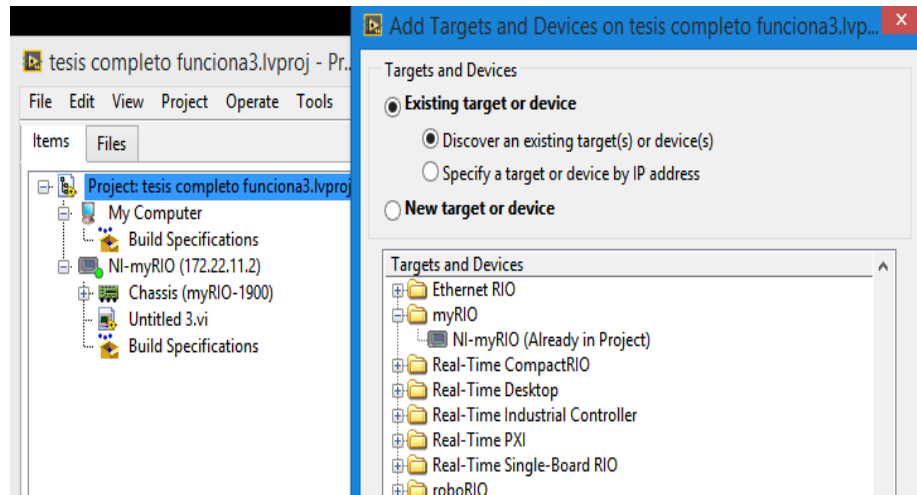 tesis completo funciona3.lvproj - Pr...
File Edit View Project Operate Tools
Items Files
Project: tesis completo funciona3.lvproj
My Computer
Build Specifications
NI-myRIO (172.22.11.2)
Chassis (myRIO-1900)
Untitled 3.vi
Build Specifications
Add Targets and Devices on tesis completo funciona3.lvp...
X
Targets and Devices
Existing target or device
Discover an existing target(s) or device(s)
Specify a target or device by IP address
New target or device
Targets and Devices
Ethernet RIO
myRIO
NI-myRIO (Already in Project)
Real-Time CompactRIO
Real-Time Desktop
Real-Time Industrial Controller
Real-Time PXI
Real-Time Single-Board RIO
roboRIO